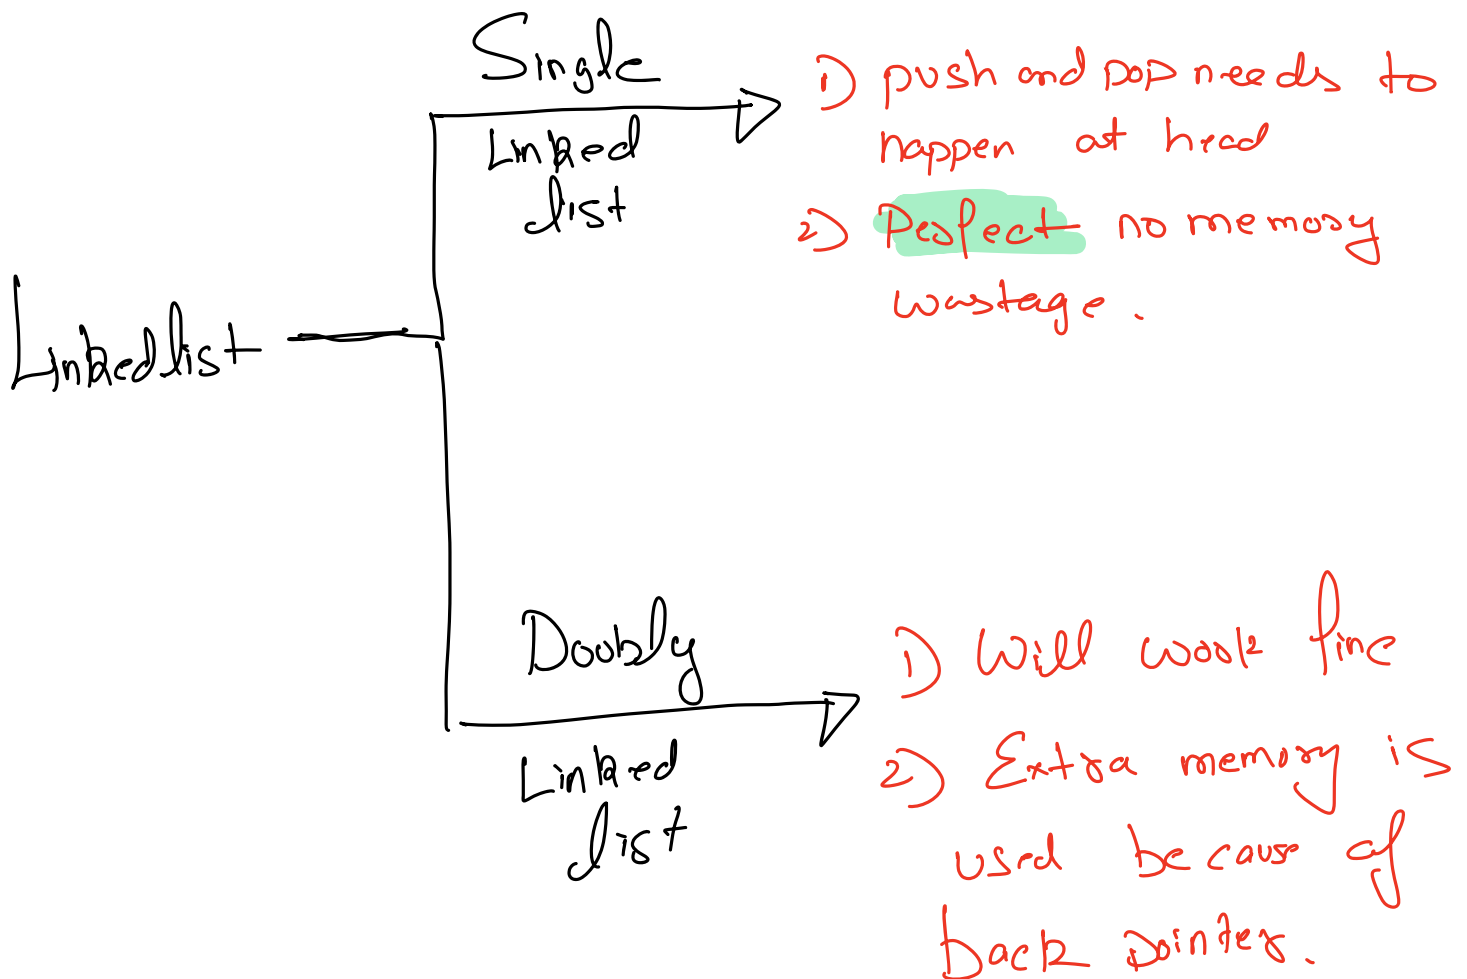 Linkedlist
Single
Linked
list
1) push and pop needs to
happen at head
2) Perfect no memory
wastage.
Doubly
Linked
list
1) Will work fine
2) Extra memory is
used because of
back pointer.